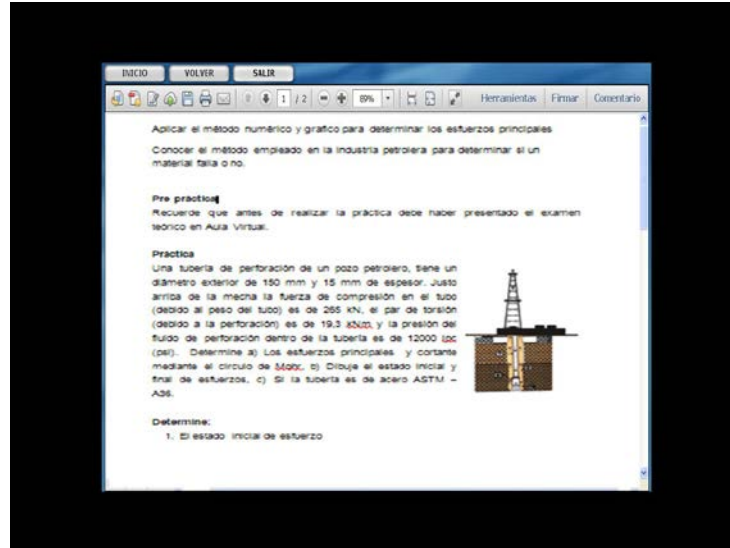 INICIO VOLVER SALIR
1 / 2 89% Herramientas Firmar Comentario
Aplicar el método numérico y grafico para determinar los esfuerzos principales
Conocer el método empleado en la industria petrolera para determinar si un
material falla o no.
Pre practica
Recuerde que antes de realizar la práctica debe haber presentado el examen
teórico en Aula Virtual.
Practica
Una tubería de perforación de un pozo petrolero, tiene un
diámetro exterior de 150 mm y 15 mm de espesor. Justo
arriba de la mecha la fuerza de compresión en el tubo
(debido al peso del tubo) es de 265 kN, el par de torsión
(debido a la perforación) es de 19,3 kNm y la presión del
fluido de perforación dentro de la tubería es de 12000 lpc
(psi). Determine a) Los esfuerzos principales y cortante
mediante el circulo de Mohr, b) Dibuje el estado inicial y
final de esfuerzos, c) Si la tubería es de acero ASTM –
A36.
Determine:
1. El estado inicial de esfuerzo